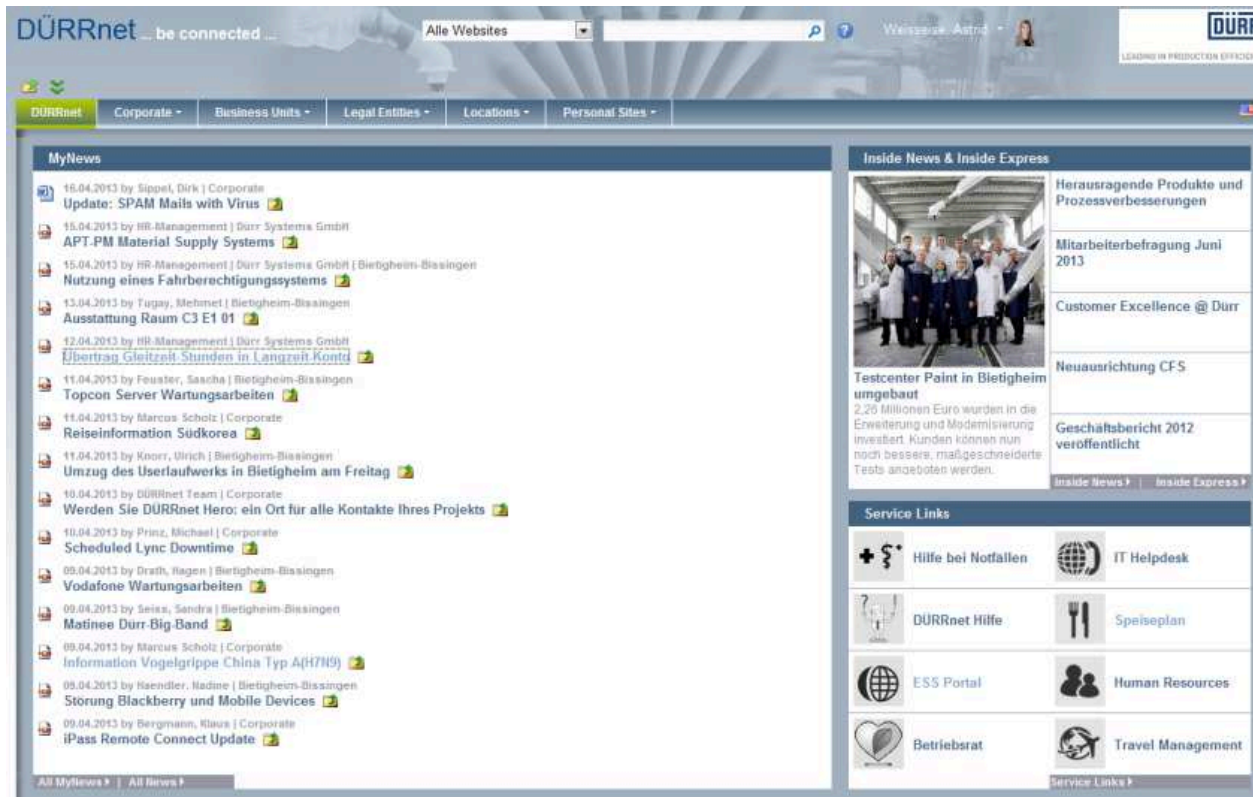 DÜRRnet ... be connected ...
Alle Websites
Weisseise, Astrid
DÜRR
LEADING IN PRODUCTION EFFICIE
DÜRRnet
Corporate
Business Units
Legal Entities
Locations
Personal Sites
MyNews
16.04.2013 by Sippel, Dirk | Corporate
Update: SPAM Mails with Virus
15.04.2013 by HR-Management | Dürr Systems GmbH
APT-PM Material Supply Systems
15.04.2013 by HR-Management | Dürr Systems GmbH | Bietigheim-Bissingen
Nutzung eines Fahrberechtigungssystems
13.04.2013 by Tugay, Mehmet | Bietigheim-Bissingen
Ausstattung Raum C3 E1 01
12.04.2013 by HR-Management | Dürr Systems GmbH
Übertrag Gleitzeit-Stunden in Langzeit-Konto
11.04.2013 by Feuster, Sascha | Bietigheim-Bissingen
Topcon Server Wartungsarbeiten
11.04.2013 by Marcus Scholz | Corporate
Reiseinformation Südkorea
11.04.2013 by Knorr, Ulrich | Bietigheim-Bissingen
Umzug des Userlaufwerks in Bietigheim am Freitag
10.04.2013 by DÜRRnet Team | Corporate
Werden Sie DÜRRnet Hero: ein Ort für alle Kontakte Ihres Projekts
10.04.2013 by Prinz, Michael | Corporate
Scheduled Lync Downtime
09.04.2013 by Drath, Hagen | Bietigheim-Bissingen
Vodafone Wartungsarbeiten
09.04.2013 by Seiss, Sandra | Bietigheim-Bissingen
Matinee Dürr-Big-Band
09.04.2013 by Marcus Scholz | Corporate
Information Vogelgrippe China Typ A(H7N9)
09.04.2013 by Haendler, Nadine | Bietigheim-Bissingen
Störung Blackberry und Mobile Devices
09.04.2013 by Bergmann, Klaus | Corporate
iPass Remote Connect Update
All MyNews | All News
Inside News & Inside Express
Testcenter Paint in Bietigheim
umgebaut
2,26 Millionen Euro wurden in die
Erweiterung und Modernisierung
investiert. Kunden können nun
noch bessere, maßgeschneiderte
Tests angeboten werden.
Herausragende Produkte und
Prozessverbesserungen
Mitarbeiterbefragung Juni
2013
Customer Excellence @ Dürr
Neuausrichtung CFS
Geschäftsbericht 2012
veröffentlicht
Inside News | Inside Express
Service Links
Hilfe bei Notfällen
IT Helpdesk
DÜRRnet Hilfe
Speiseplan
ESS Portal
Human Resources
Betriebsrat
Travel Management
Service Links